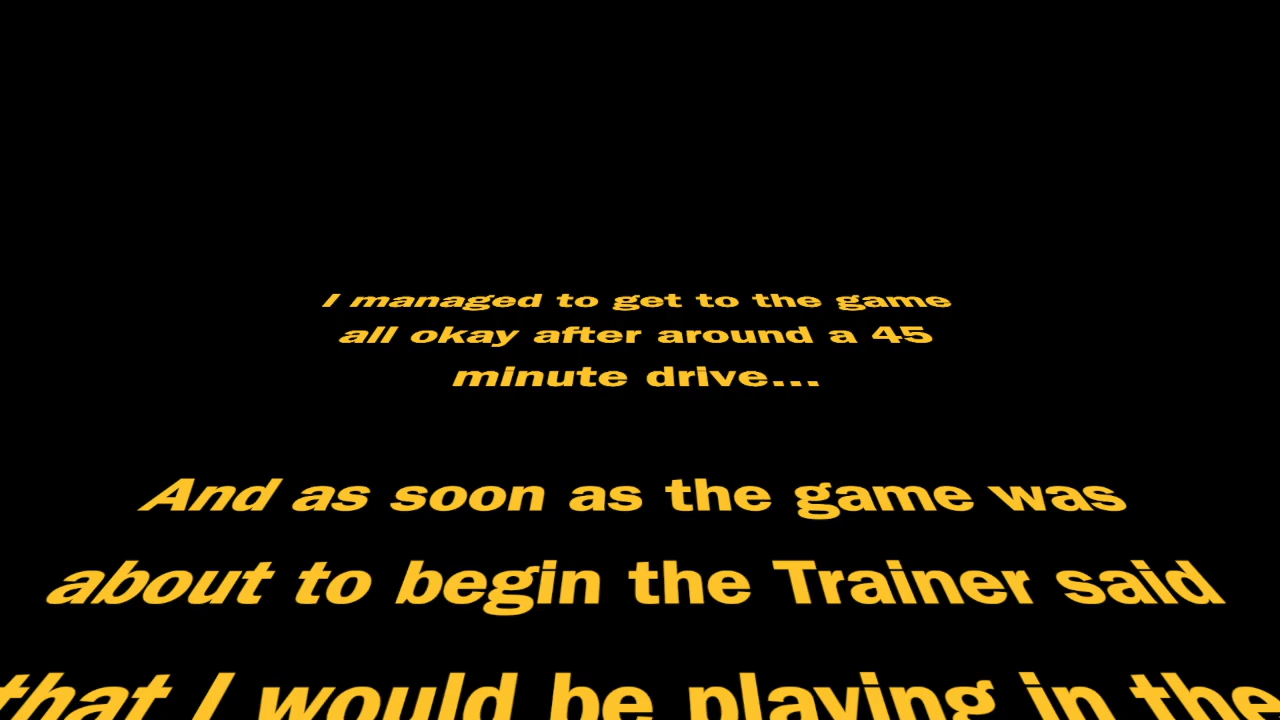 I managed to get to the game
all okay after around a 45
minute drive...
And as soon as the game was
about to begin the Trainer said
that I would be playing in the